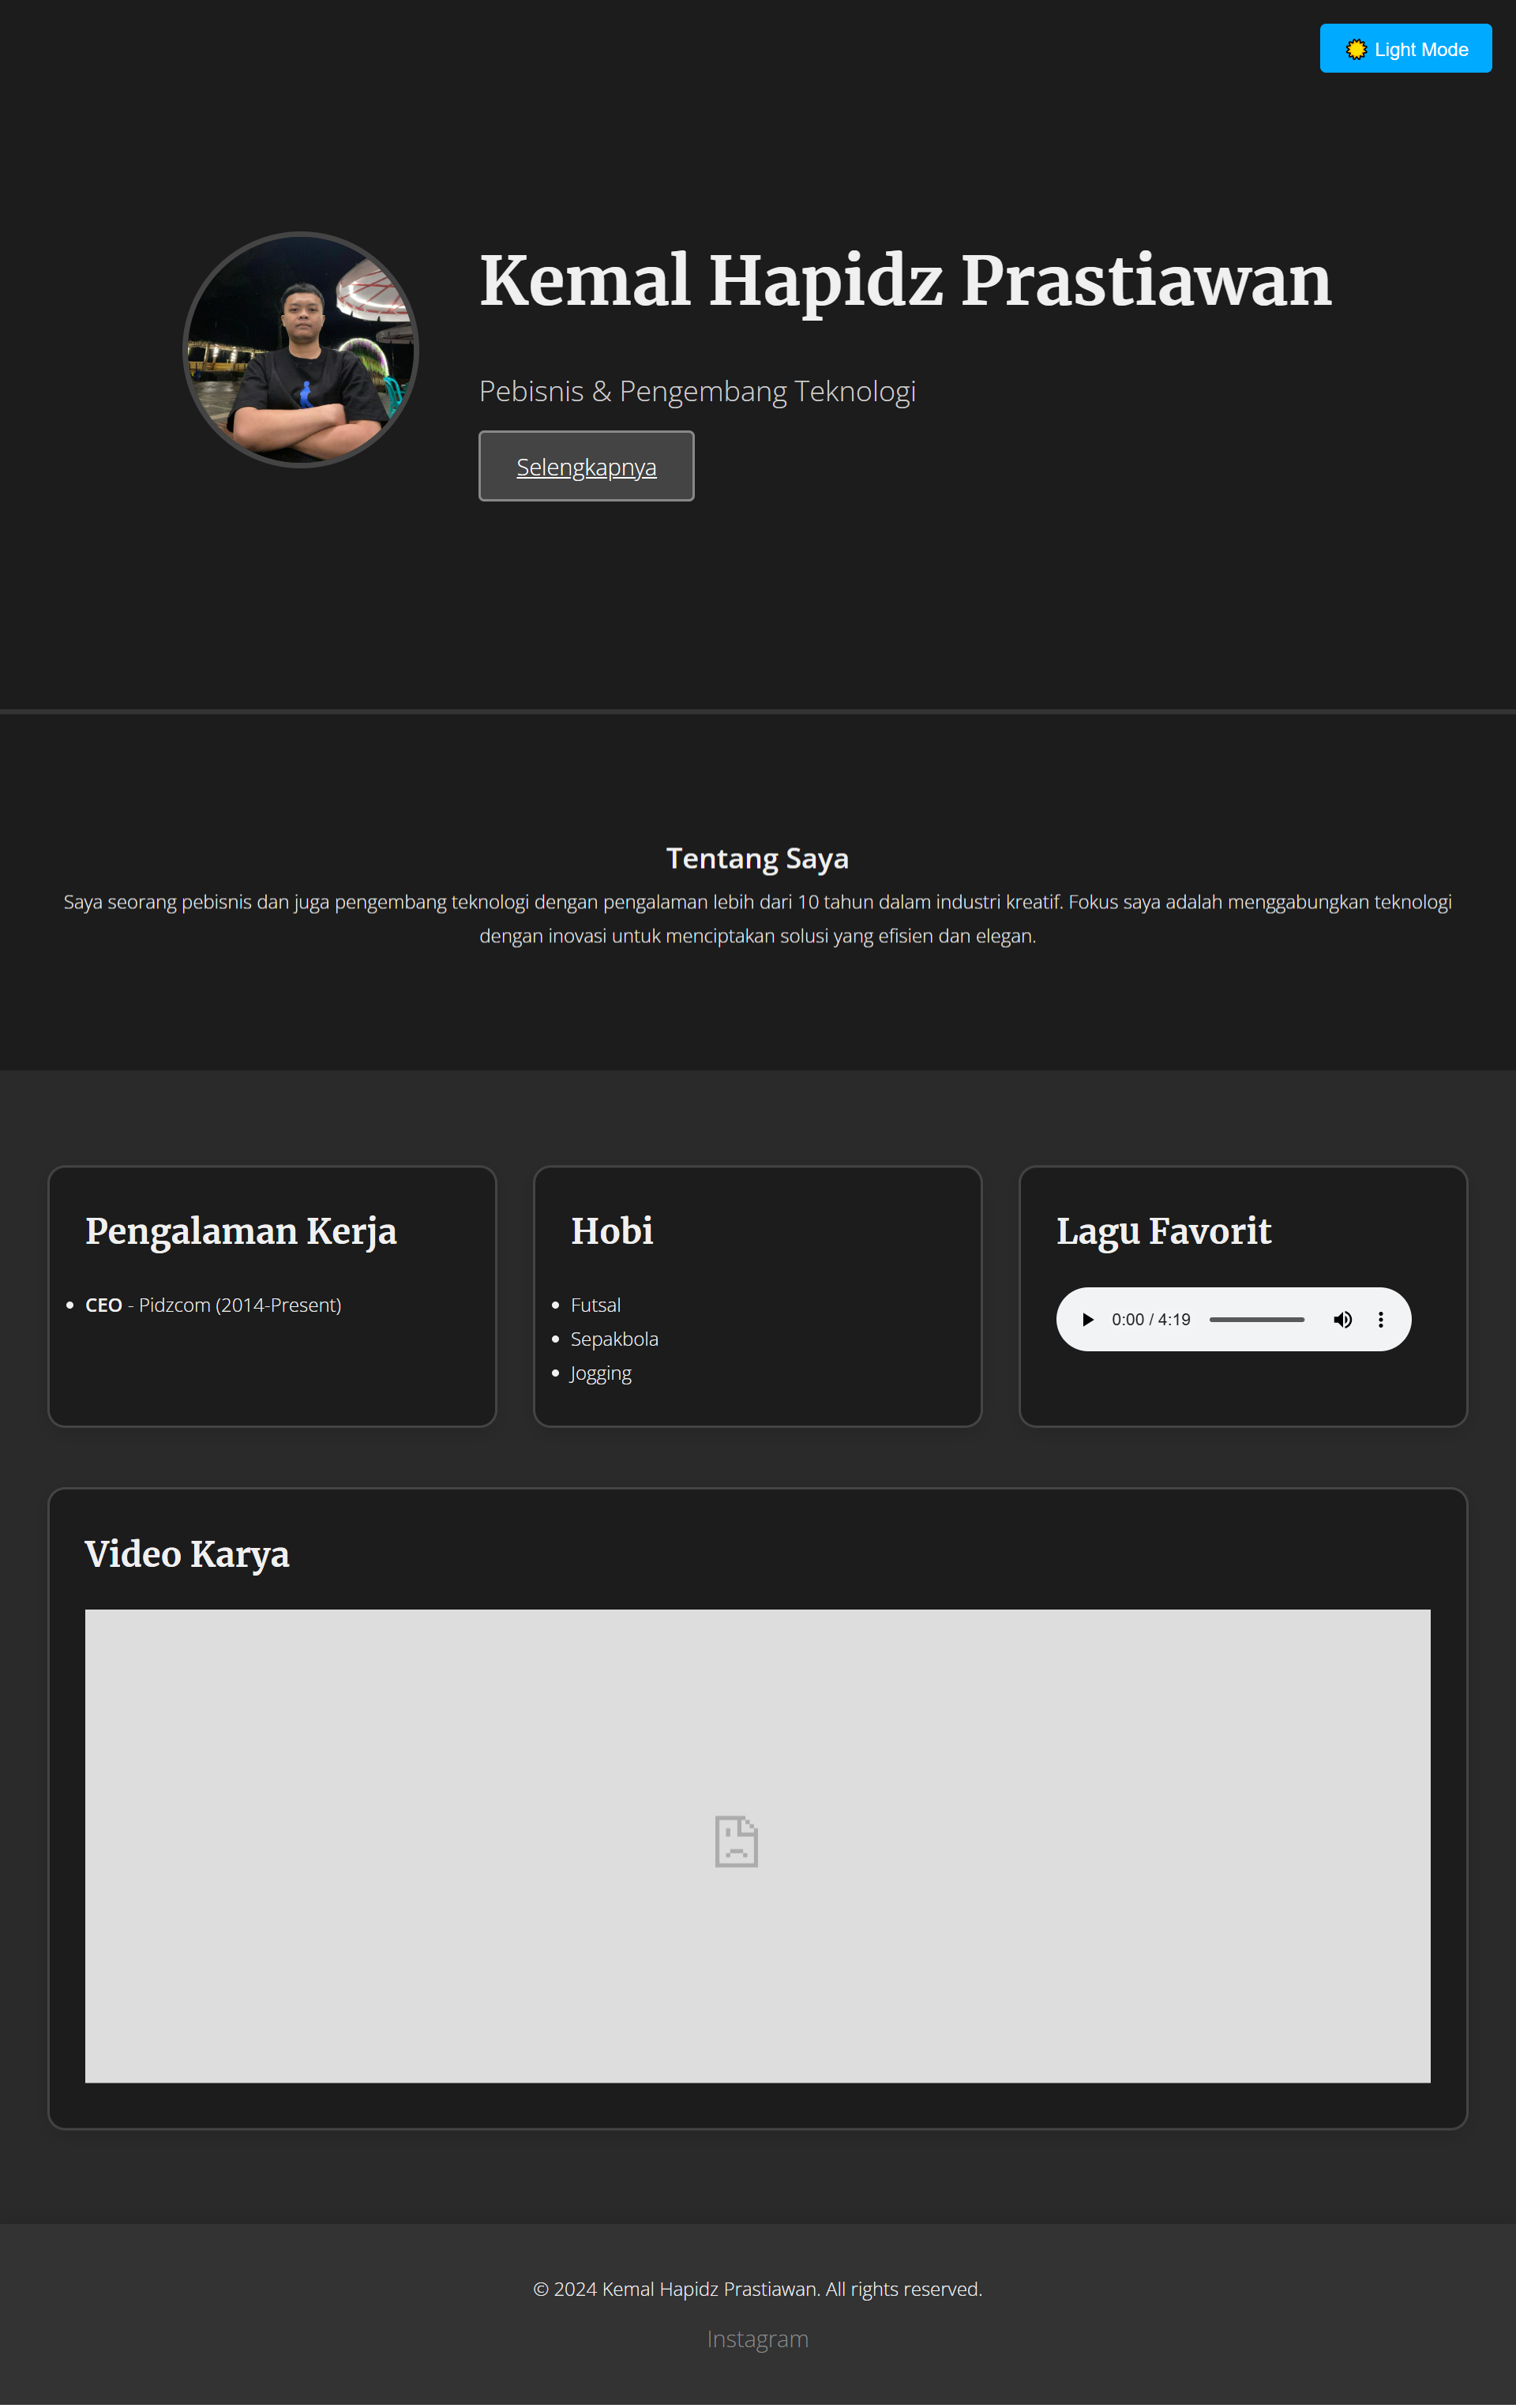 Light Mode
Kemal Hapidz Prastiawan
Pebisnis & Pengembang Teknologi
Selengkapnya
Tentang Saya
Saya seorang pebisnis dan juga pengembang teknologi dengan pengalaman lebih dari 10 tahun dalam industri kreatif. Fokus saya adalah menggabungkan teknologi
dengan inovasi untuk menciptakan solusi yang efisien dan elegan.
Pengalaman Kerja
CEO - Pidzcom (2014-Present)
Hobi
Futsal
Sepakbola
Jogging
Lagu Favorit
0:00 / 4:19
Video Karya
© 2024 Kemal Hapidz Prastiawan. All rights reserved.
Instagram